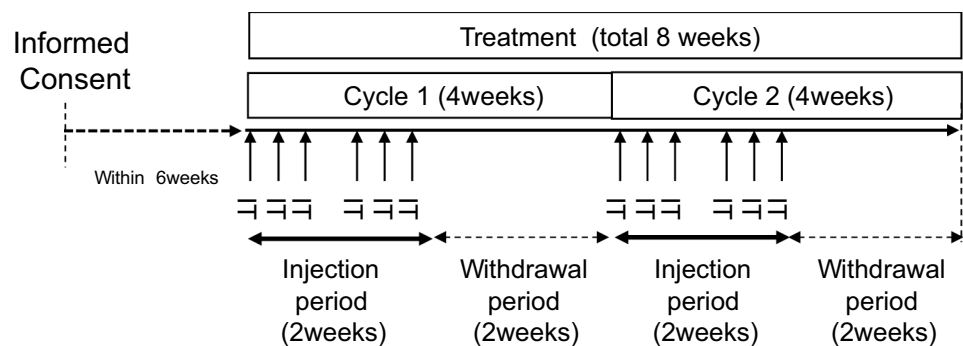 Informed
Consent
Treatment (total 8 weeks)
Cycle 1 (4weeks)
Cycle 2 (4weeks)
Within 6weeks
Injection
period
(2weeks)
Withdrawal
period
(2weeks)
Injection
period
(2weeks)
Withdrawal
period
(2weeks)